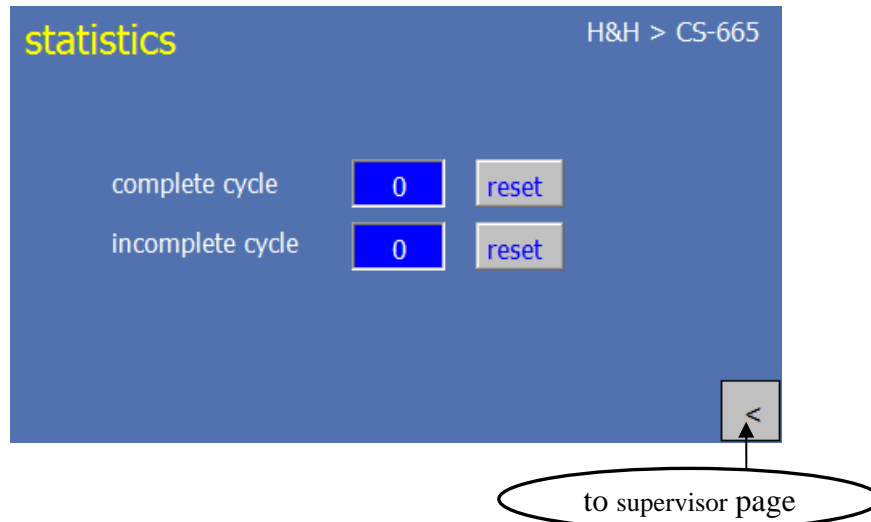 statistics H&H > CS-665
complete cycle 0 reset
incomplete cycle 0 reset
<
to supervisor page